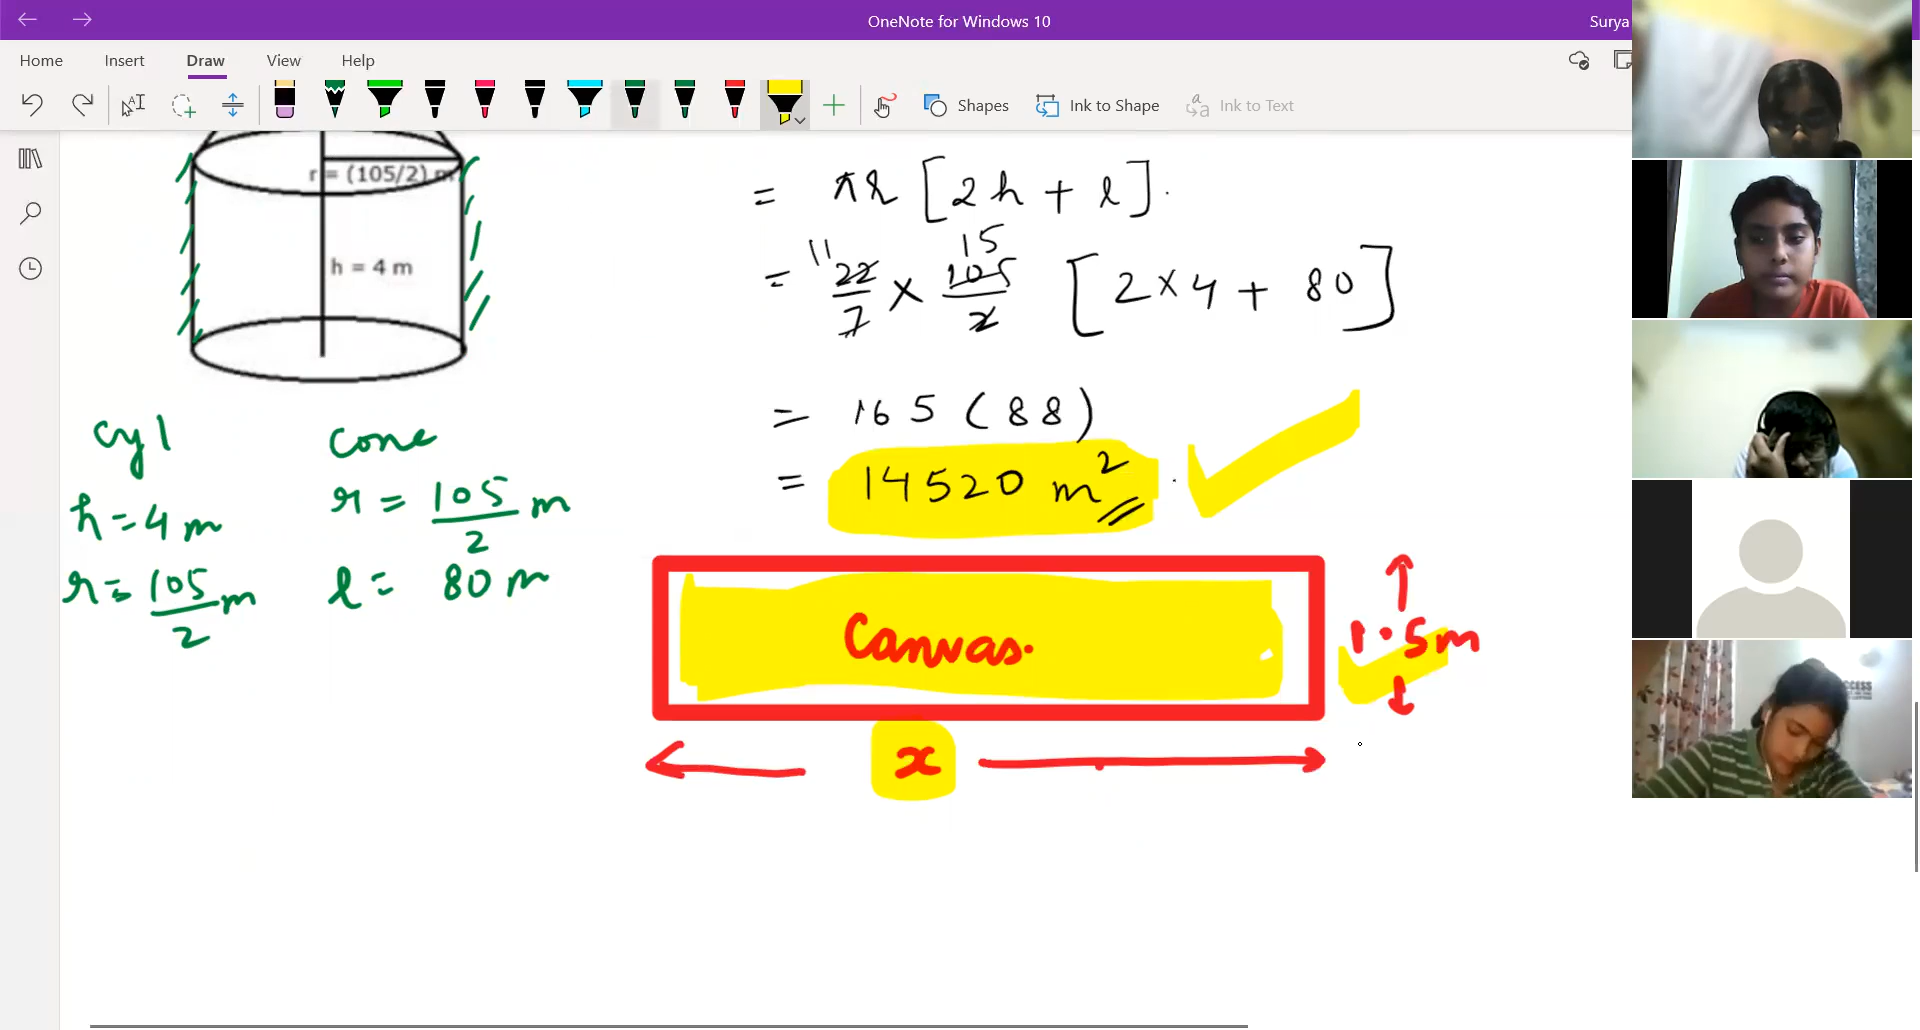 OneNote for Windows 10
Surya
Home Insert Draw View Help
Shapes Ink to Shape Ink to Text
r = (105/2) m
h = 4 m
= πr [2h + l].
= 11 22/7 × 15 105/2 [2 × 4 + 80]
= 165 (88)
= 14520 m²
cyl
h = 4 m
r = 105/2 m
cone
r = 105/2 m
l = 80 m
Canvas.
1.5m
x